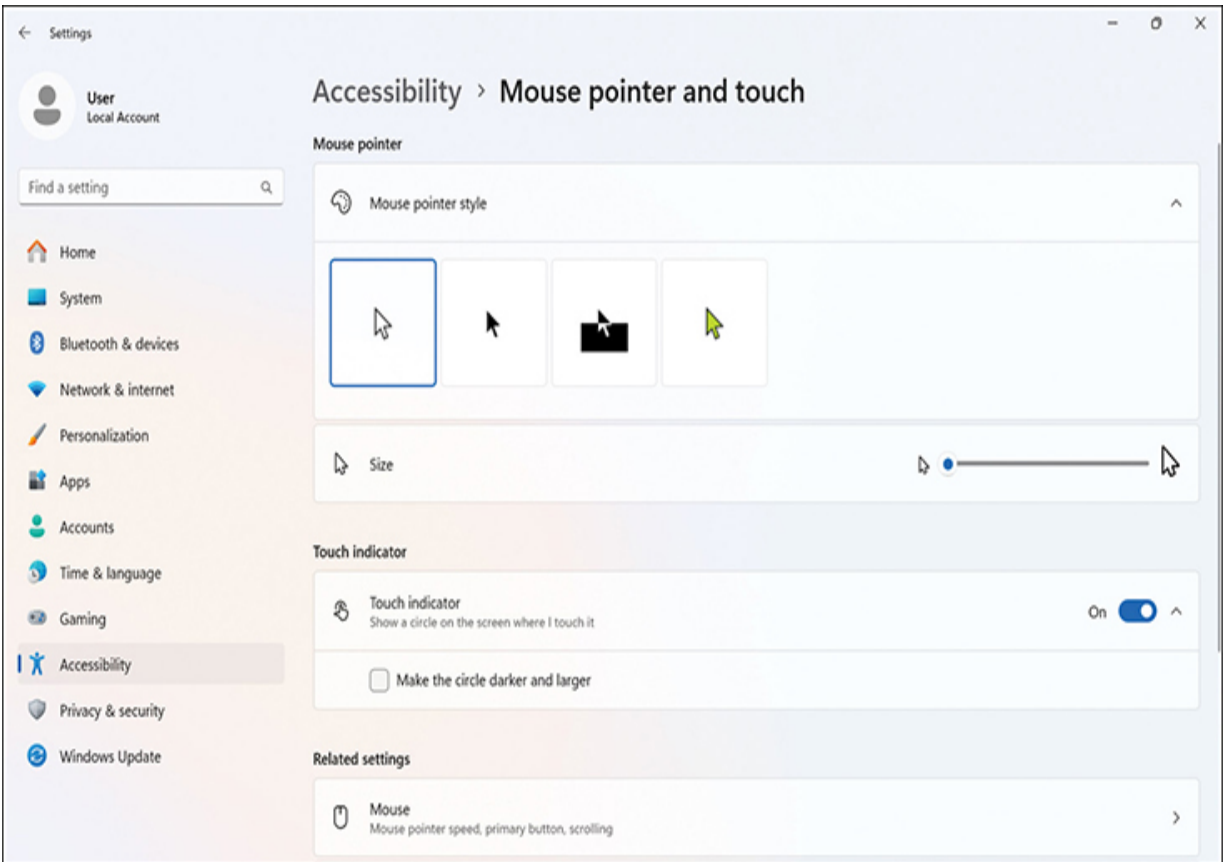 Settings
User
Local Account
Find a setting
Home
System
Bluetooth & devices
Network & internet
Personalization
Apps
Accounts
Time & language
Gaming
Accessibility
Privacy & security
Windows Update
Accessibility > Mouse pointer and touch
Mouse pointer
Mouse pointer style
Size
Touch indicator
Touch indicator
Show a circle on the screen where I touch it
On
Make the circle darker and larger
Related settings
Mouse
Mouse pointer speed, primary button, scrolling